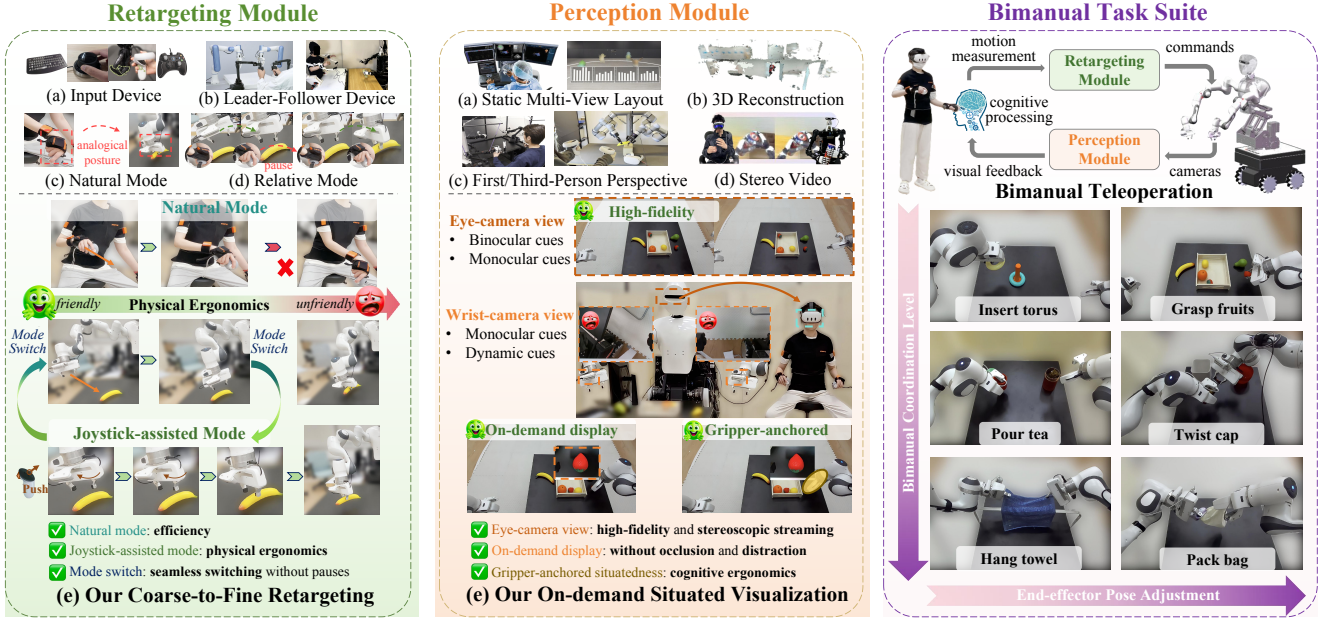 Retargeting Module
(a) Input Device
(b) Leader-Follower Device
analogical
posture
pause
(c) Natural Mode
(d) Relative Mode
Natural Mode
friendly
Physical Ergonomics
unfriendly
Mode
Switch
Mode
Switch
Joystick-assisted Mode
Push
Natural mode: efficiency
Joystick-assisted mode: physical ergonomics
Mode switch: seamless switching without pauses
(e) Our Coarse-to-Fine Retargeting
Perception Module
(a) Static Multi-View Layout
(b) 3D Reconstruction
(c) First/Third-Person Perspective
(d) Stereo Video
Eye-camera view
• Binocular cues
• Monocular cues
High-fidelity
Wrist-camera view
• Monocular cues
• Dynamic cues
On-demand display
Gripper-anchored
Eye-camera view: high-fidelity and stereoscopic streaming
On-demand display: without occlusion and distraction
Gripper-anchored situatedness: cognitive ergonomics
(e) Our On-demand Situated Visualization
Bimanual Task Suite
motion
measurement
commands
Retargeting
Module
cognitive
processing
Perception
Module
visual feedback
cameras
Bimanual Teleoperation
Bimanual Coordination Level
Insert torus
Grasp fruits
Pour tea
Twist cap
Hang towel
Pack bag
End-effector Pose Adjustment